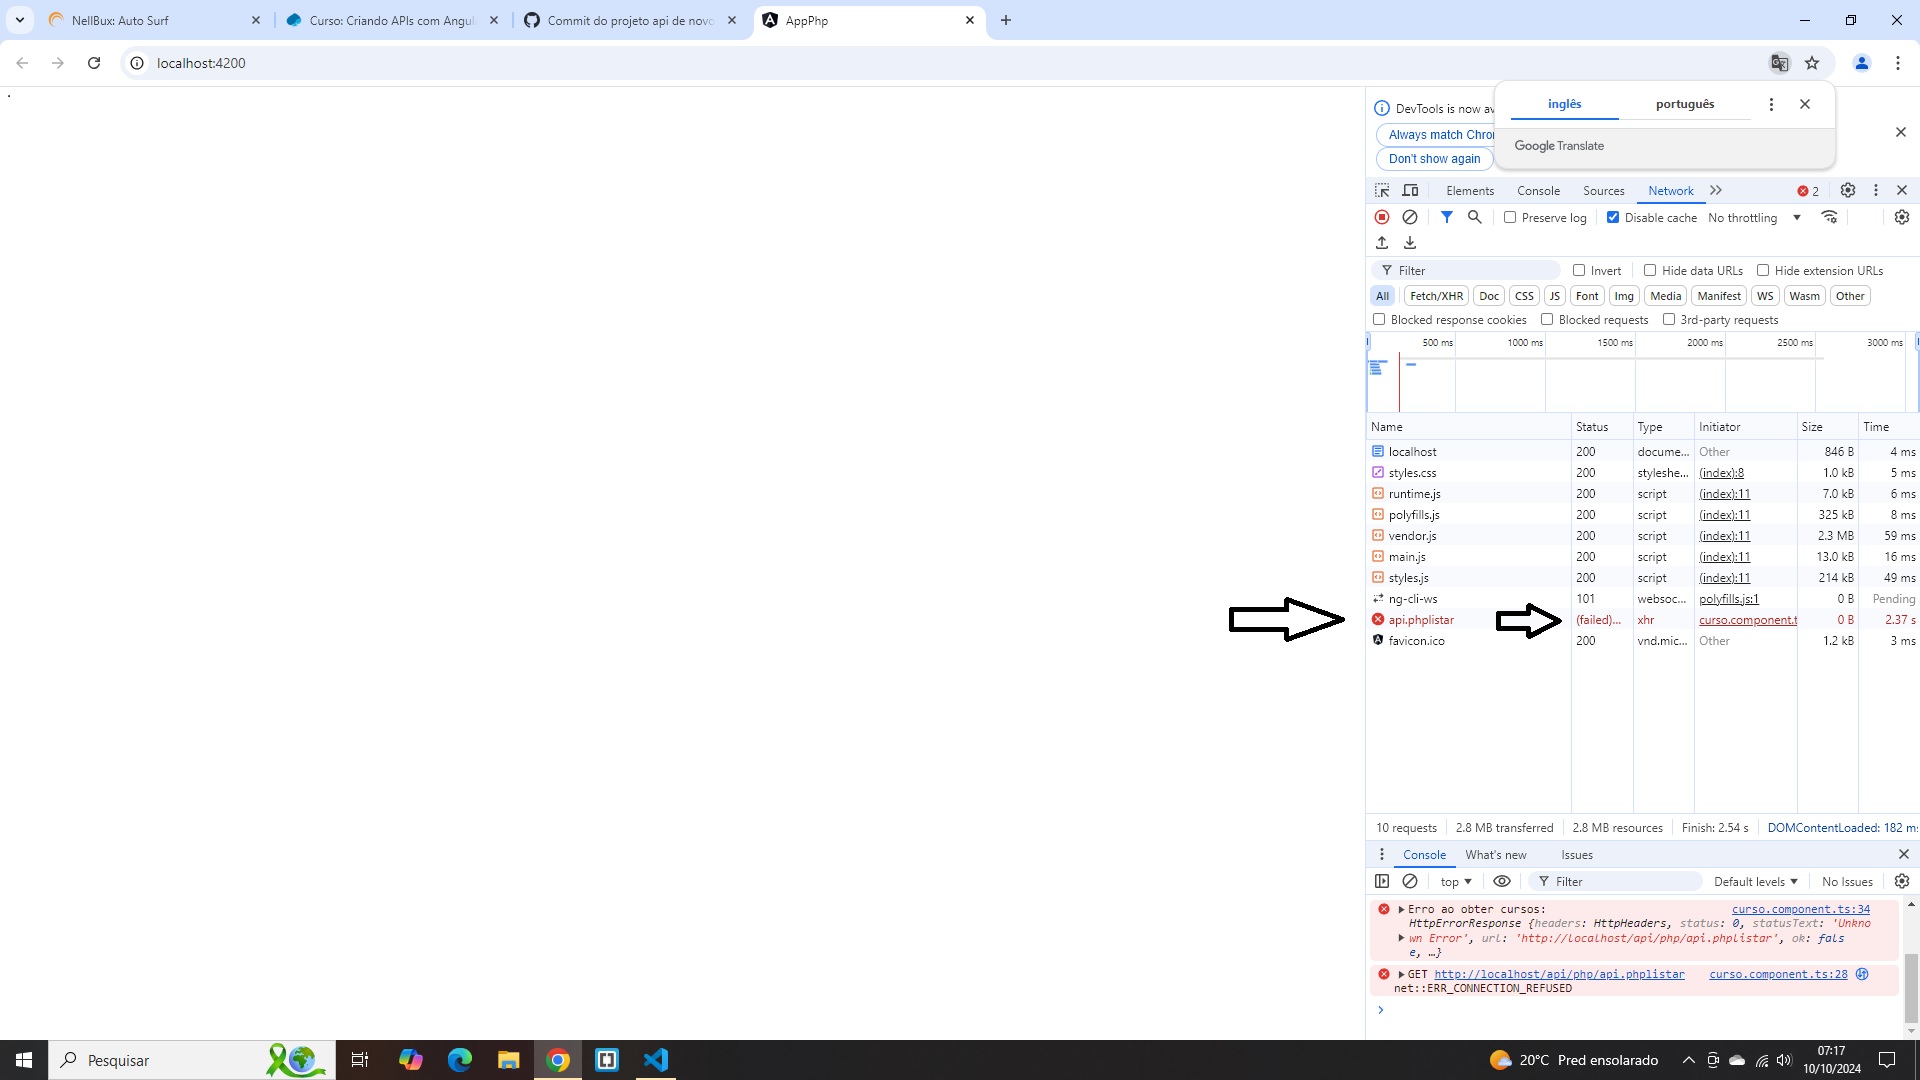 NellBux: Auto Surf
Curso: Criando APIs com Angul
Commit do projeto api de novo
AppPhp
localhost:4200
.
DevTools is now av
Always match Chro
Don't show again
inglês
português
Google Translate
Elements
Console
Sources
Network
2
Preserve log
Disable cache
No throttling
Filter
Invert
Hide data URLs
Hide extension URLs
All
Fetch/XHR
Doc
CSS
JS
Font
Img
Media
Manifest
WS
Wasm
Other
Blocked response cookies
Blocked requests
3rd-party requests
500 ms
1000 ms
1500 ms
2000 ms
2500 ms
3000 ms
Name Status Type Initiator Size Time
localhost 200 docume... Other 846 B 4 ms
styles.css 200 styleshe... (index):8 1.0 kB 5 ms
runtime.js 200 script (index):11 7.0 kB 6 ms
polyfills.js 200 script (index):11 325 kB 8 ms
vendor.js 200 script (index):11 2.3 MB 59 ms
main.js 200 script (index):11 13.0 kB 16 ms
styles.js 200 script (index):11 214 kB 49 ms
ng-cli-ws 101 websoc... polyfills.js:1 0 B Pending
api.phplistar (failed)... xhr curso.component.t 0 B 2.37 s
favicon.ico 200 vnd.mic... Other 1.2 kB 3 ms
10 requests
2.8 MB transferred
2.8 MB resources
Finish: 2.54 s
DOMContentLoaded: 182 m
Console
What's new
Issues
top
Filter
Default levels
No Issues
Erro ao obter cursos: curso.component.ts:34
HttpErrorResponse {headers: HttpHeaders, status: 0, statusText: 'Unkno
wn Error', url: 'http://localhost/api/php/api.phplistar', ok: fals
e, …}
GET http://localhost/api/php/api.phplistar curso.component.ts:28
net::ERR_CONNECTION_REFUSED
Pesquisar
20°C Pred ensolarado
07:17
10/10/2024